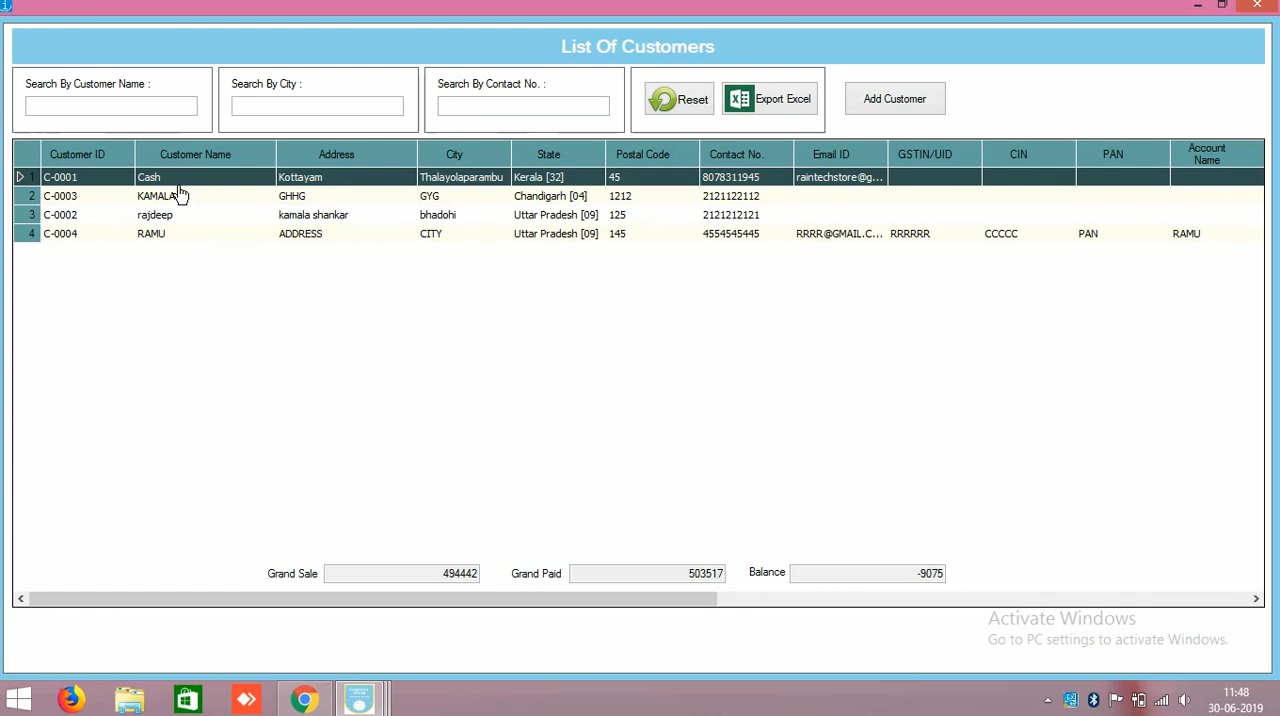 List Of Customers
Search By Customer Name :
Search By City :
Search By Contact No. :
Reset
Export Excel
Add Customer
Customer ID Customer Name Address City State Postal Code Contact No. Email ID GSTIN/UID CIN PAN Account Name
1 C-0001 Cash Kottayam Thalayolaparambu Kerala [32] 45 8078311945 raintechstore@g...
2 C-0003 KAMALA GHHG GYG Chandigarh [04] 1212 2121122112
3 C-0002 rajdeep kamala shankar bhadohi Uttar Pradesh [09] 125 2121212121
4 C-0004 RAMU ADDRESS CITY Uttar Pradesh [09] 145 4554545445 RRRR@GMAIL.C... RRRRRR CCCCC PAN RAMU
Grand Sale 494442 Grand Paid 503517 Balance -9075
Activate Windows
Go to PC settings to activate Windows.
11:48
30-06-2019